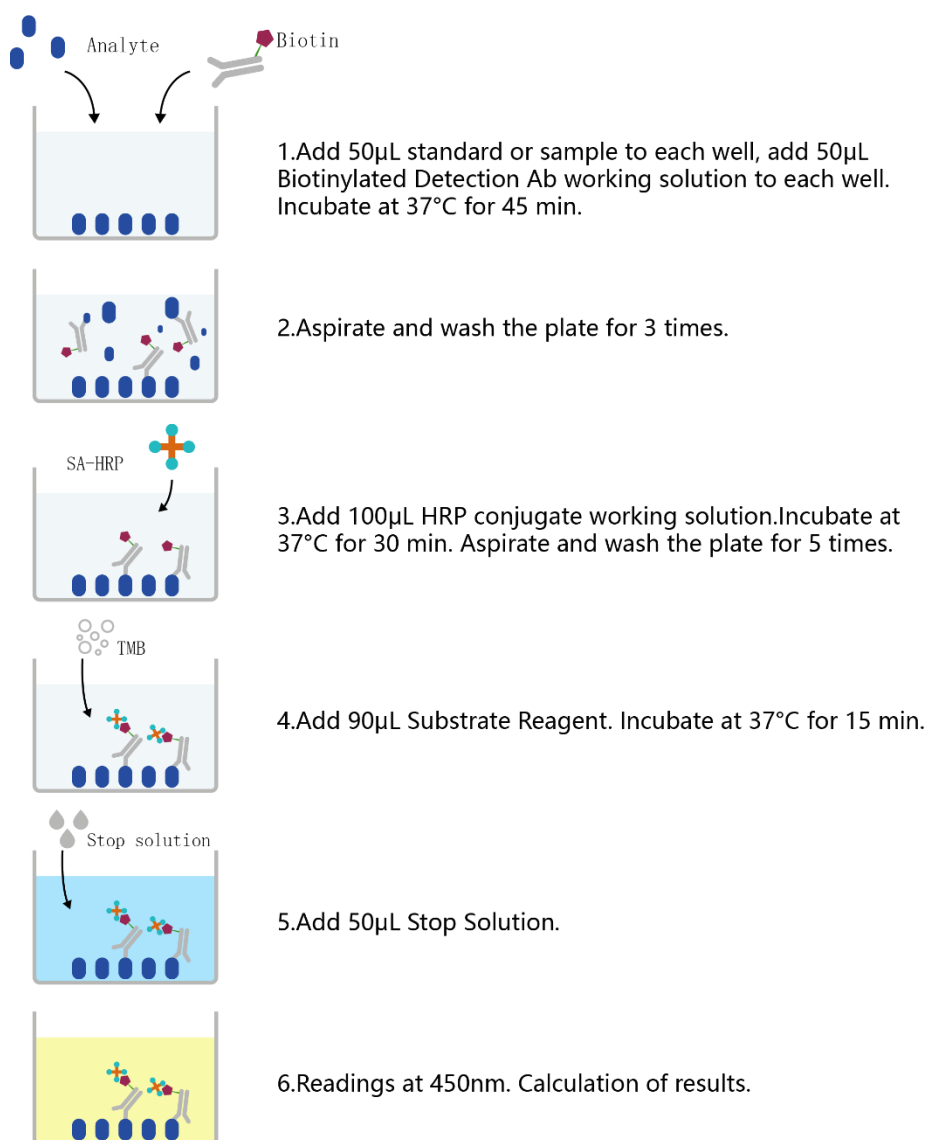 Analyte
Biotin
1.Add 50μL standard or sample to each well, add 50μL
Biotinylated Detection Ab working solution to each well.
Incubate at 37°C for 45 min.
2.Aspirate and wash the plate for 3 times.
SA-HRP
3.Add 100μL HRP conjugate working solution.Incubate at
37°C for 30 min. Aspirate and wash the plate for 5 times.
TMB
4.Add 90μL Substrate Reagent. Incubate at 37°C for 15 min.
Stop solution
5.Add 50μL Stop Solution.
6.Readings at 450nm. Calculation of results.